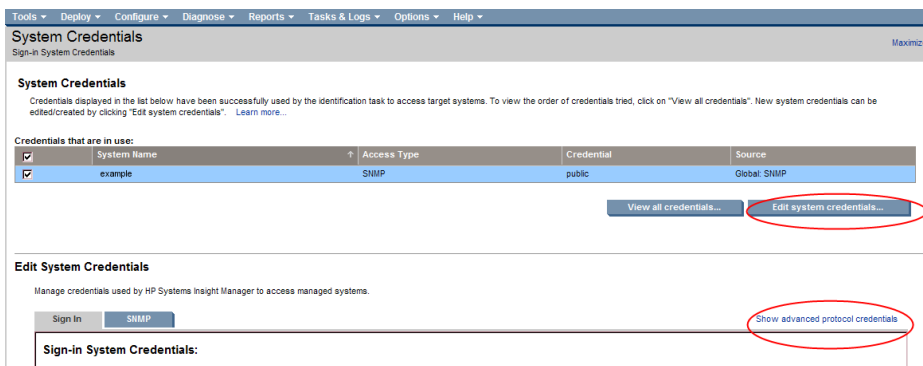 Tools Deploy Configure Diagnose Reports Tasks & Logs Options Help
System Credentials
Sign-in System Credentials
Maximiz
System Credentials
Credentials displayed in the list below have been successfully used by the identification task to access target systems. To view the order of credentials tried, click on "View all credentials". New system credentials can be
edited/created by clicking "Edit system credentials". Learn more...
Credentials that are in use:
System Name Access Type Credential Source
example SNMP public Global: SNMP
View all credentials... Edit system credentials...
Edit System Credentials
Manage credentials used by HP Systems Insight Manager to access managed systems.
Sign In SNMP Show advanced protocol credentials
Sign-in System Credentials: